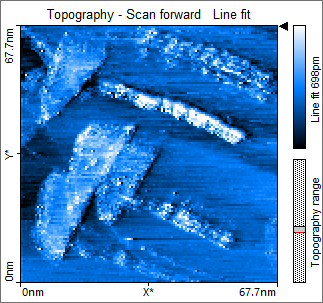 Topography - Scan forward Line fit
67.7nm
Y*
0nm
0nm
X*
67.7nm
Line fit 698pm
Topography range